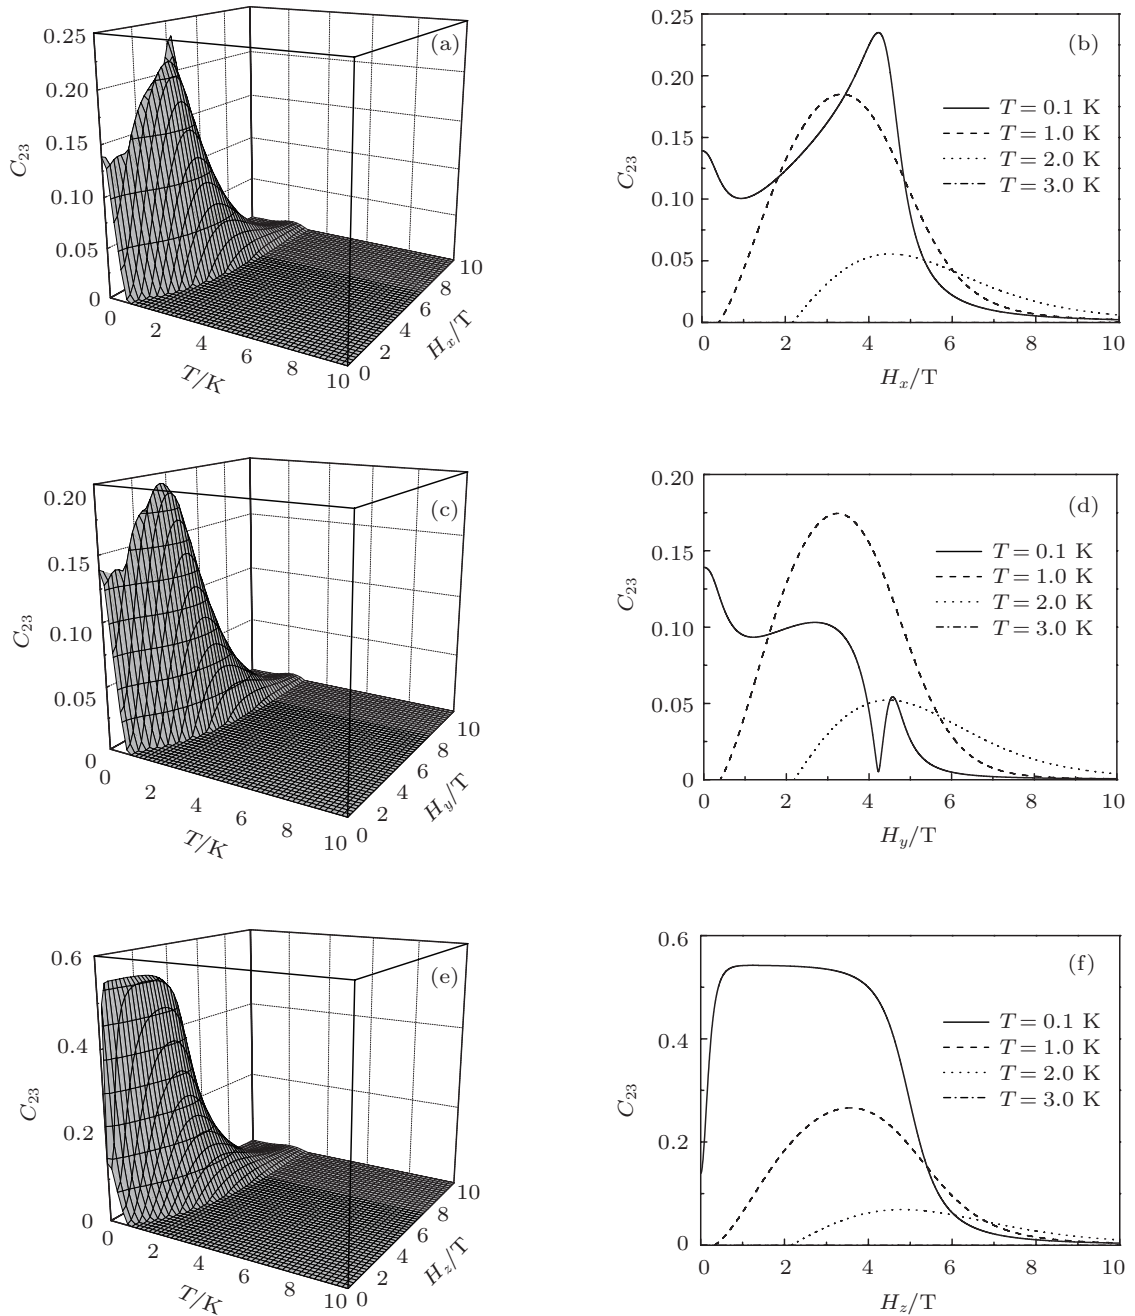 0.25
0.20
0.15
0.10
0.05
0
C23
(a)
0
2
4
6
8
10
T/K
0
2
4
6
8
10
Hx/T
0.25
0.20
0.15
0.10
0.05
0
C23
(b)
T = 0.1 K
T = 1.0 K
T = 2.0 K
T = 3.0 K
0 2 4 6 8 10
Hx/T
0.20
0.15
0.10
0.05
0
C23
(c)
0
2
4
6
8
10
T/K
0
2
4
6
8
10
Hy/T
0.20
0.15
0.10
0.05
0
C23
(d)
T = 0.1 K
T = 1.0 K
T = 2.0 K
T = 3.0 K
0 2 4 6 8 10
Hy/T
0.6
0.4
0.2
0
C23
(e)
0
2
4
6
8
10
T/K
0
2
4
6
8
10
Hz/T
0.6
0.4
0.2
0
C23
(f)
T = 0.1 K
T = 1.0 K
T = 2.0 K
T = 3.0 K
0 2 4 6 8 10
Hz/T